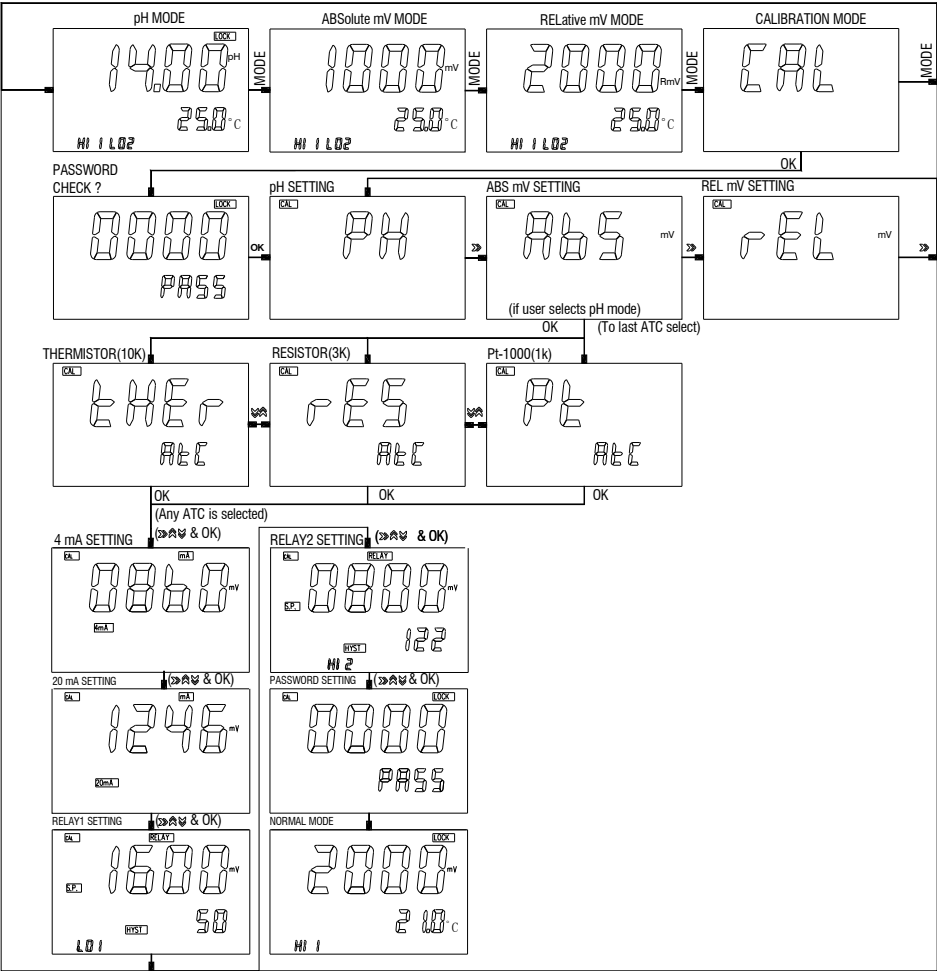 pH MODE
ABSolute mV MODE
RELative mV MODE
CALIBRATION MODE
LOCK
14.00 pH
25.0°C
HI 1 LO2
MODE
1000 mV
25.0°C
HI 1 LO2
MODE
2000 RmV
25.0°C
HI 1 LO2
MODE
CAL
MODE
OK
PASSWORD
CHECK ?
LOCK
0000
PASS
OK
pH SETTING
CAL
PH
»
ABS mV SETTING
CAL
AbS mV
(if user selects pH mode)
»
REL mV SETTING
CAL
rEL mV
»
OK
(To last ATC select)
THERMISTOR(10K)
CAL
tHEr
AtC
RESISTOR(3K)
CAL
rES
AtC
Pt-1000(1k)
CAL
Pt
AtC
OK
OK
OK
(Any ATC is selected)
(» & OK)
4 mA SETTING
CAL mA
0860 mV
4mA
(» & OK)
20 mA SETTING
CAL mA
1246 mV
20mA
(» & OK)
RELAY1 SETTING
CAL RELAY
1600 mV
S.P.
HYST 50
LO 1
RELAY2 SETTING (» & OK)
CAL RELAY
0800 mV
S.P.
HYST 122
HI 2
PASSWORD SETTING (» & OK)
CAL LOCK
0000
PASS
NORMAL MODE
LOCK
2000 mV
21.0°C
HI 1